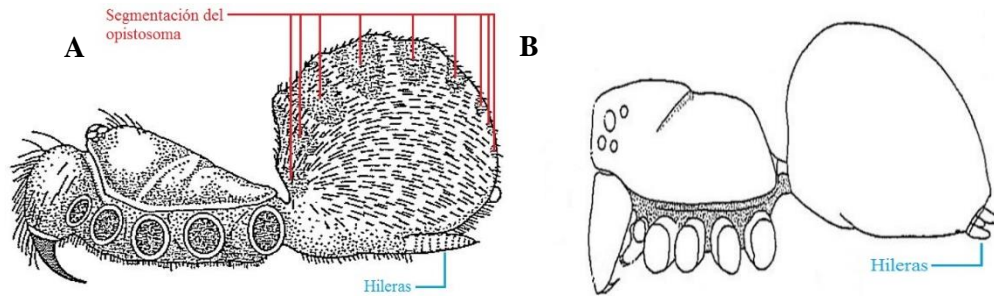 Segmentación del
opistosoma
A
B
Hileras
Hileras